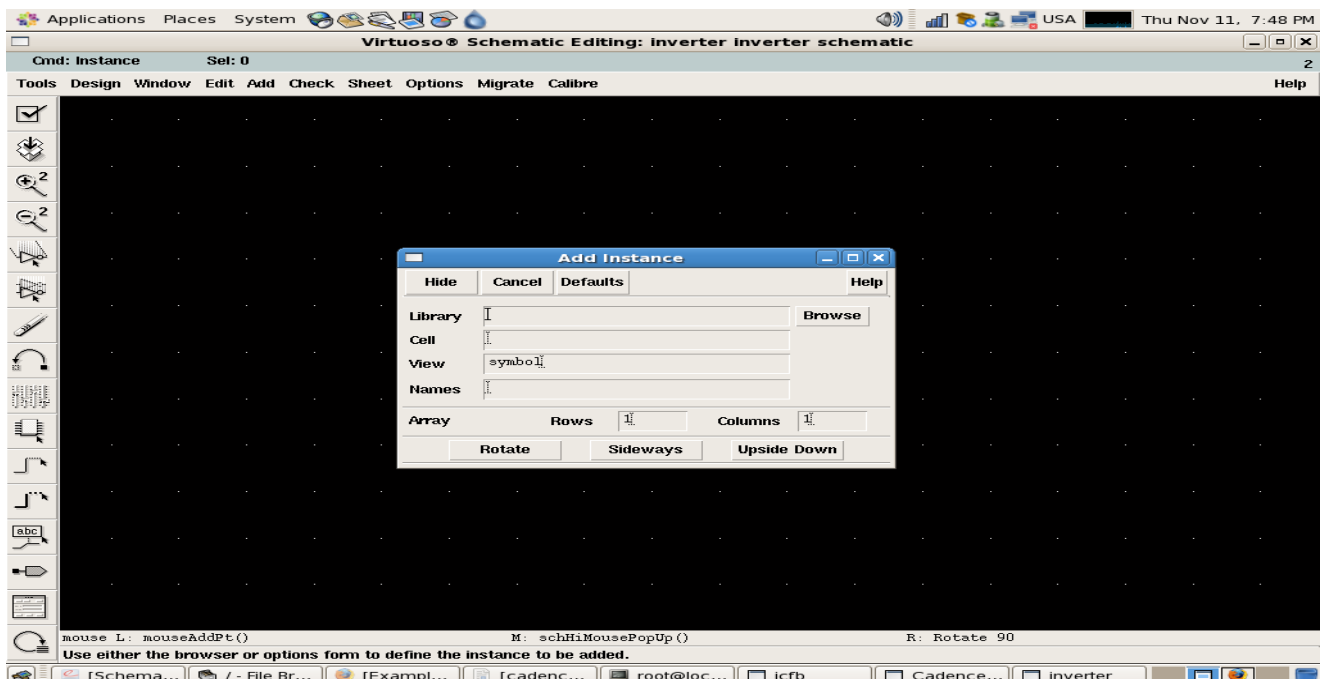 Applications Places System USA Thu Nov 11, 7:48 PM
Virtuoso® Schematic Editing: inverter inverter schematic
Cmd: Instance Sel: 0 2
Tools Design Window Edit Add Check Sheet Options Migrate Calibre Help
2
2
Add Instance
Hide Cancel Defaults Help
Library Browse
Cell
View symbol
Names
Array Rows 1 Columns 1
Rotate Sideways Upside Down
abc
mouse L: mouseAddPt() M: schHiMousePopUp() R: Rotate 90
Use either the browser or options form to define the instance to be added.
[Schema... / - File Br... [Exampl... [cadenc... root@loc... icfb Cadence... inverter